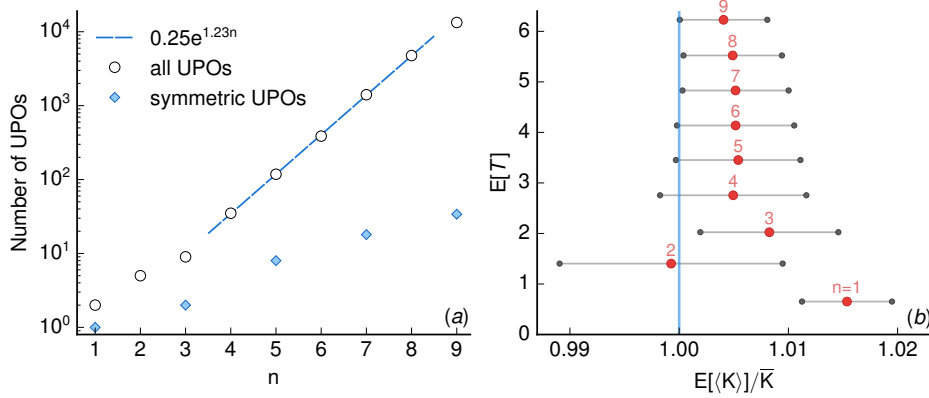 0.25e^1.23n
all UPOs
symmetric UPOs
Number of UPOs
10^4
10^3
10^2
10^1
10^0
1 2 3 4 5 6 7 8 9
n
(a)
E[T]
6
5
4
3
2
1
0
9
8
7
6
5
4
3
2
n=1
(b)
0.99 1.00 1.01 1.02
E[⟨K⟩]/K̅